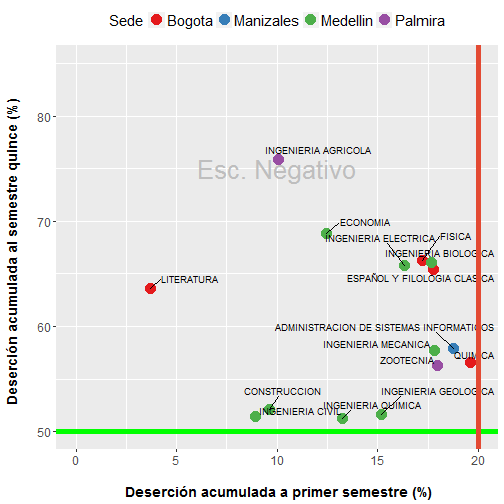 Sede Bogota Manizales Medellin Palmira
Deserción acumulada al semestre quince (%)
80
70
60
50
Esc. Negativo
INGENIERIA AGRICOLA
ECONOMIA
INGENIERIA ELECTRICA
FISICA
INGENIERIA BIOLOGICA
ESPAÑOL Y FILOLOGIA CLASICA
LITERATURA
ADMINISTRACION DE SISTEMAS INFORMATICOS
INGENIERIA MECANICA
QUIMICA
ZOOTECNIA
CONSTRUCCION
INGENIERIA GEOLOGICA
INGENIERIA QUIMICA
INGENIERIA CIVIL
0 5 10 15 20
Deserción acumulada a primer semestre (%)